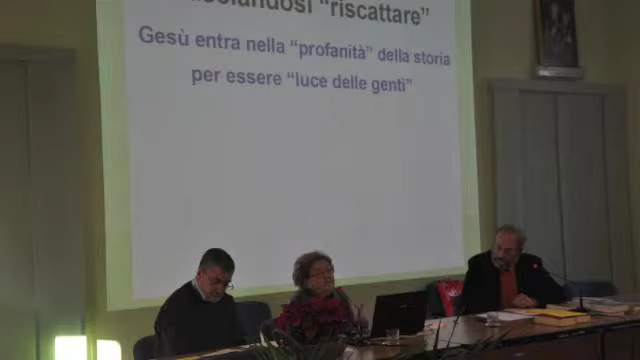 "riscattare"
Gesù entra nella "profanità" della storia
per essere "luce delle genti"